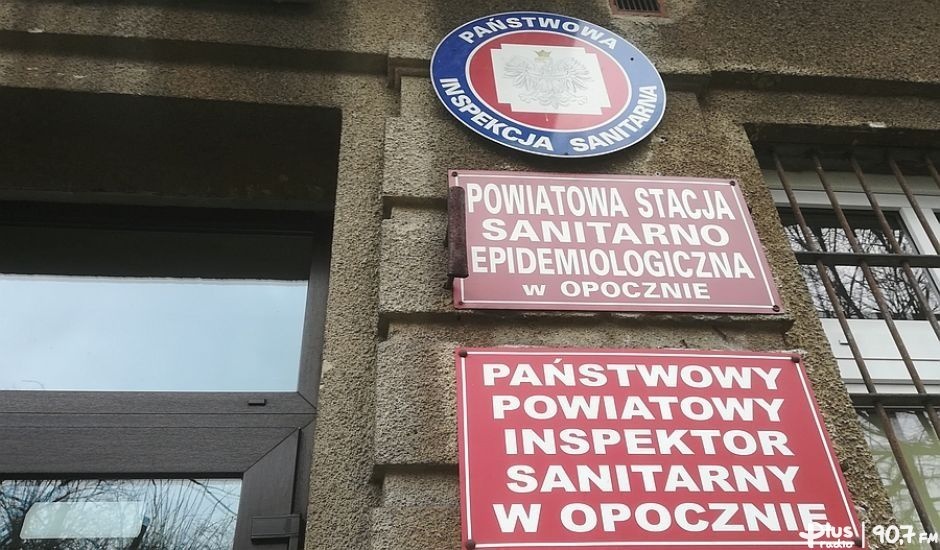 PAŃSTWOWA
INSPEKCJA SANITARNA
POWIATOWA STACJA
SANITARNO
EPIDEMIOLOGICZNA
w OPOCZNIE
PAŃSTWOWY
POWIATOWY
INSPEKTOR
SANITARNY
W OPOCZNIE
plus radio 90,7 FM